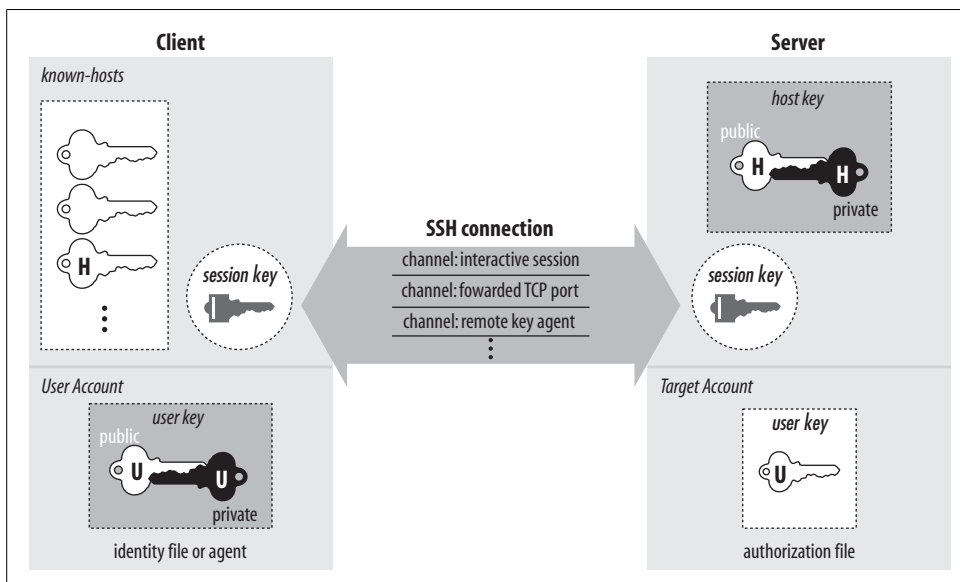 Client
known-hosts
H
session key
User Account
user key
public
U
U
private
identity file or agent
SSH connection
channel: interactive session
channel: fowarded TCP port
channel: remote key agent
Server
host key
public
H
H
private
session key
Target Account
user key
U
authorization file